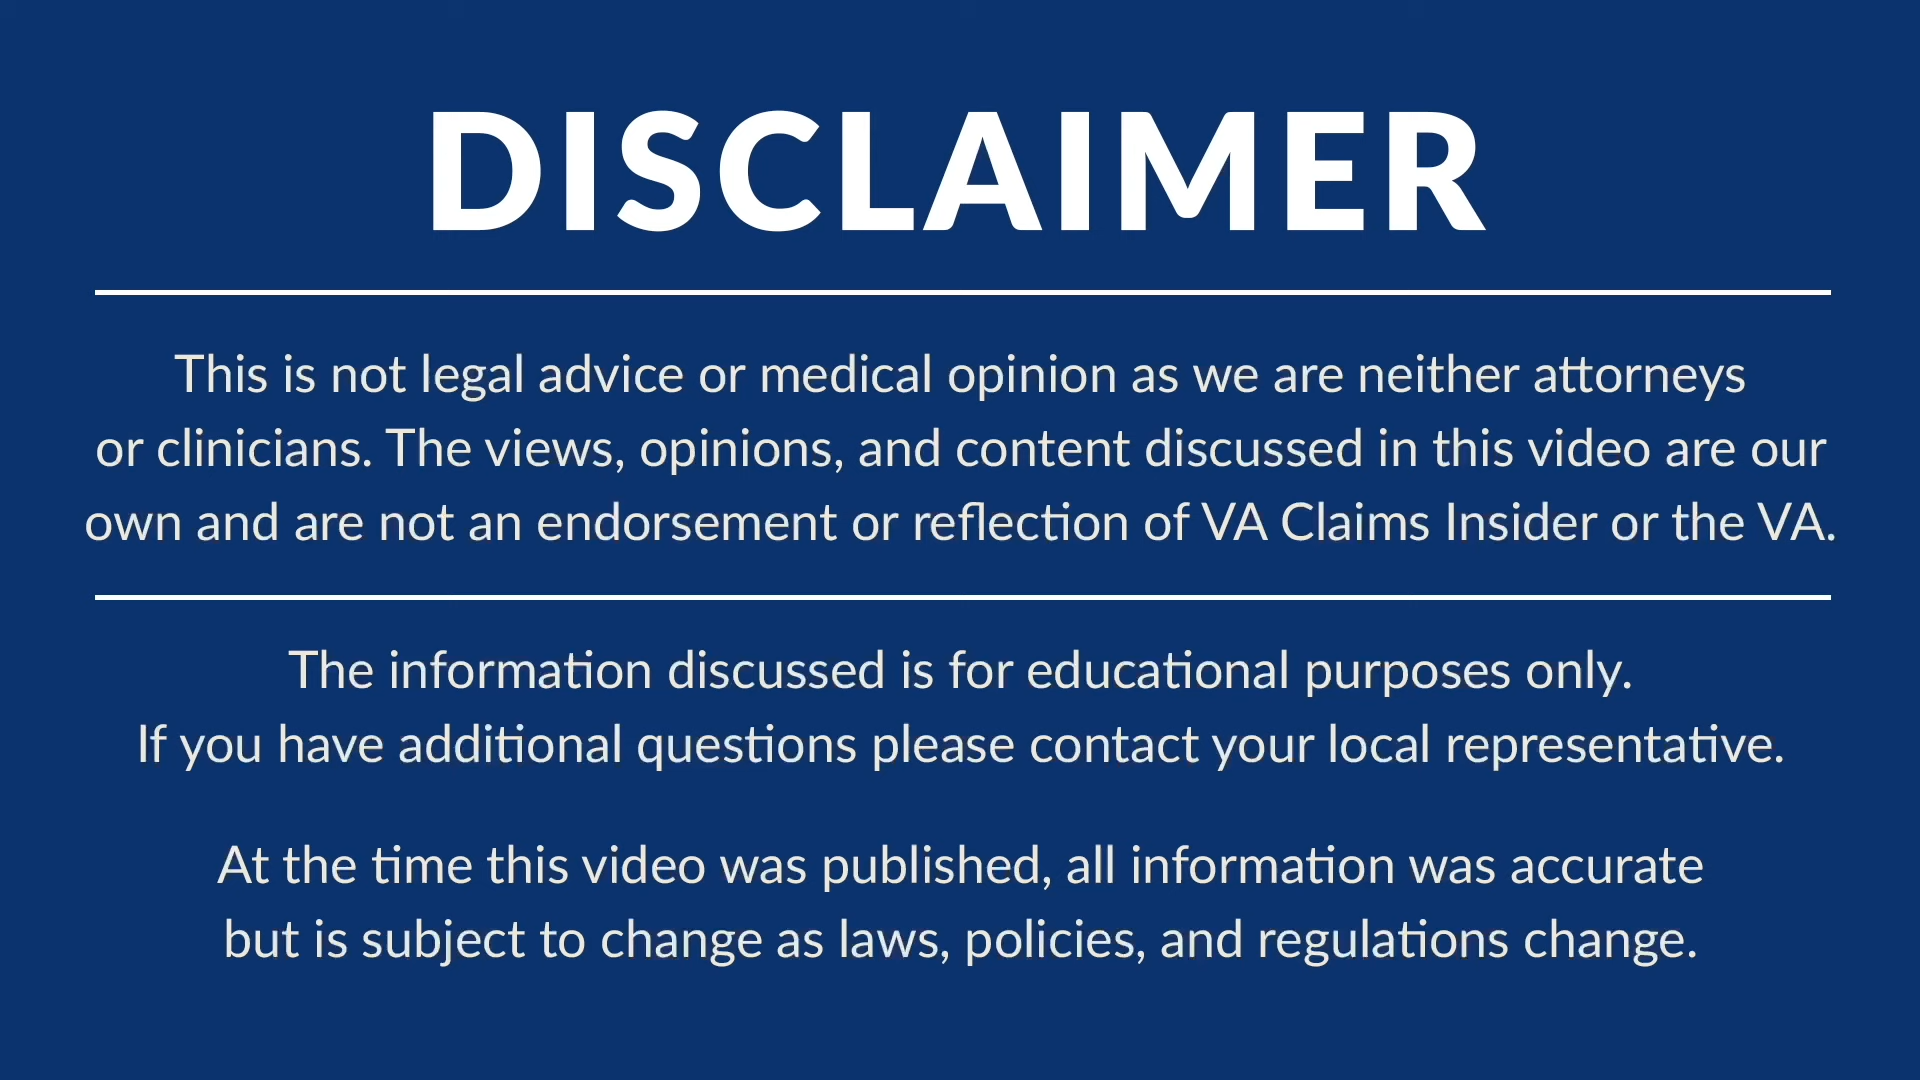 DISCLAIMER
This is not legal advice or medical opinion as we are neither attorneys
or clinicians. The views, opinions, and content discussed in this video are our
own and are not an endorsement or reflection of VA Claims Insider or the VA.
The information discussed is for educational purposes only.
If you have additional questions please contact your local representative.
At the time this video was published, all information was accurate
but is subject to change as laws, policies, and regulations change.